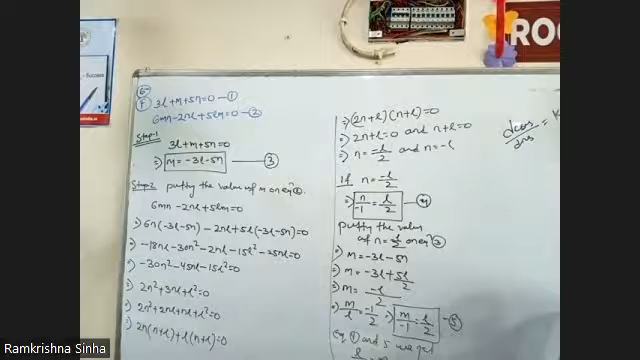 Success
ROO
6-
F 3l+m+5n=0 —①
6mn-2nl+5lm=0 —②
Step-1
3l+m+5n=0
⇒ m = -3l-5n —③
Step-2 putting the value of m on eqⁿ②
6mn-2nl+5lm=0
⇒ 6n(-3l-5n) - 2nl + 5l(-3l-5n)=0
⇒ -18nl-30n²-2nl-15l²-25nl=0
⇒ -30n²-45nl-15l²=0
⇒ 2n²+3nl+l²=0
⇒ 2n²+2nl+nl+l²=0
⇒ 2n(n+l)+l(n+l)=0
⇒ (2n+l)(n+l)=0
⇒ 2n+l=0 and n+l=0
⇒ n=-l/2 and n=-l
If n=-l/2
⇒ n/-1 = l/2 —④
putting the value
of n=-l/2 on eqⁿ③
⇒ m=-3l-5n
⇒ m=-3l+5l/2
⇒ m=-l/2
⇒ m/l=-1/2 ⇒ m/-1=l/2 —⑤
Eq ④ and ⑤ we get
Ramkrishna Sinha